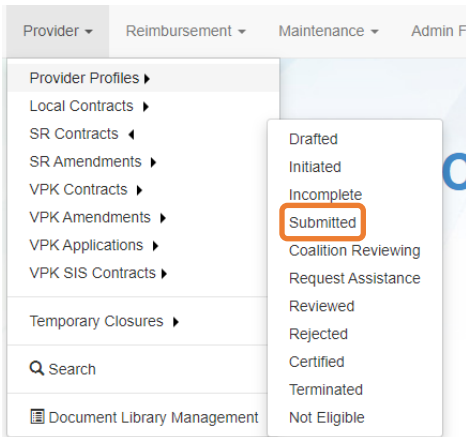 Provider Reimbursement Maintenance Admin F
Provider Profiles
Local Contracts
SR Contracts
SR Amendments
VPK Contracts
VPK Amendments
VPK Applications
VPK SIS Contracts
Temporary Closures
Search
Document Library Management
Drafted
Initiated
Incomplete
Submitted
Coalition Reviewing
Request Assistance
Reviewed
Rejected
Certified
Terminated
Not Eligible